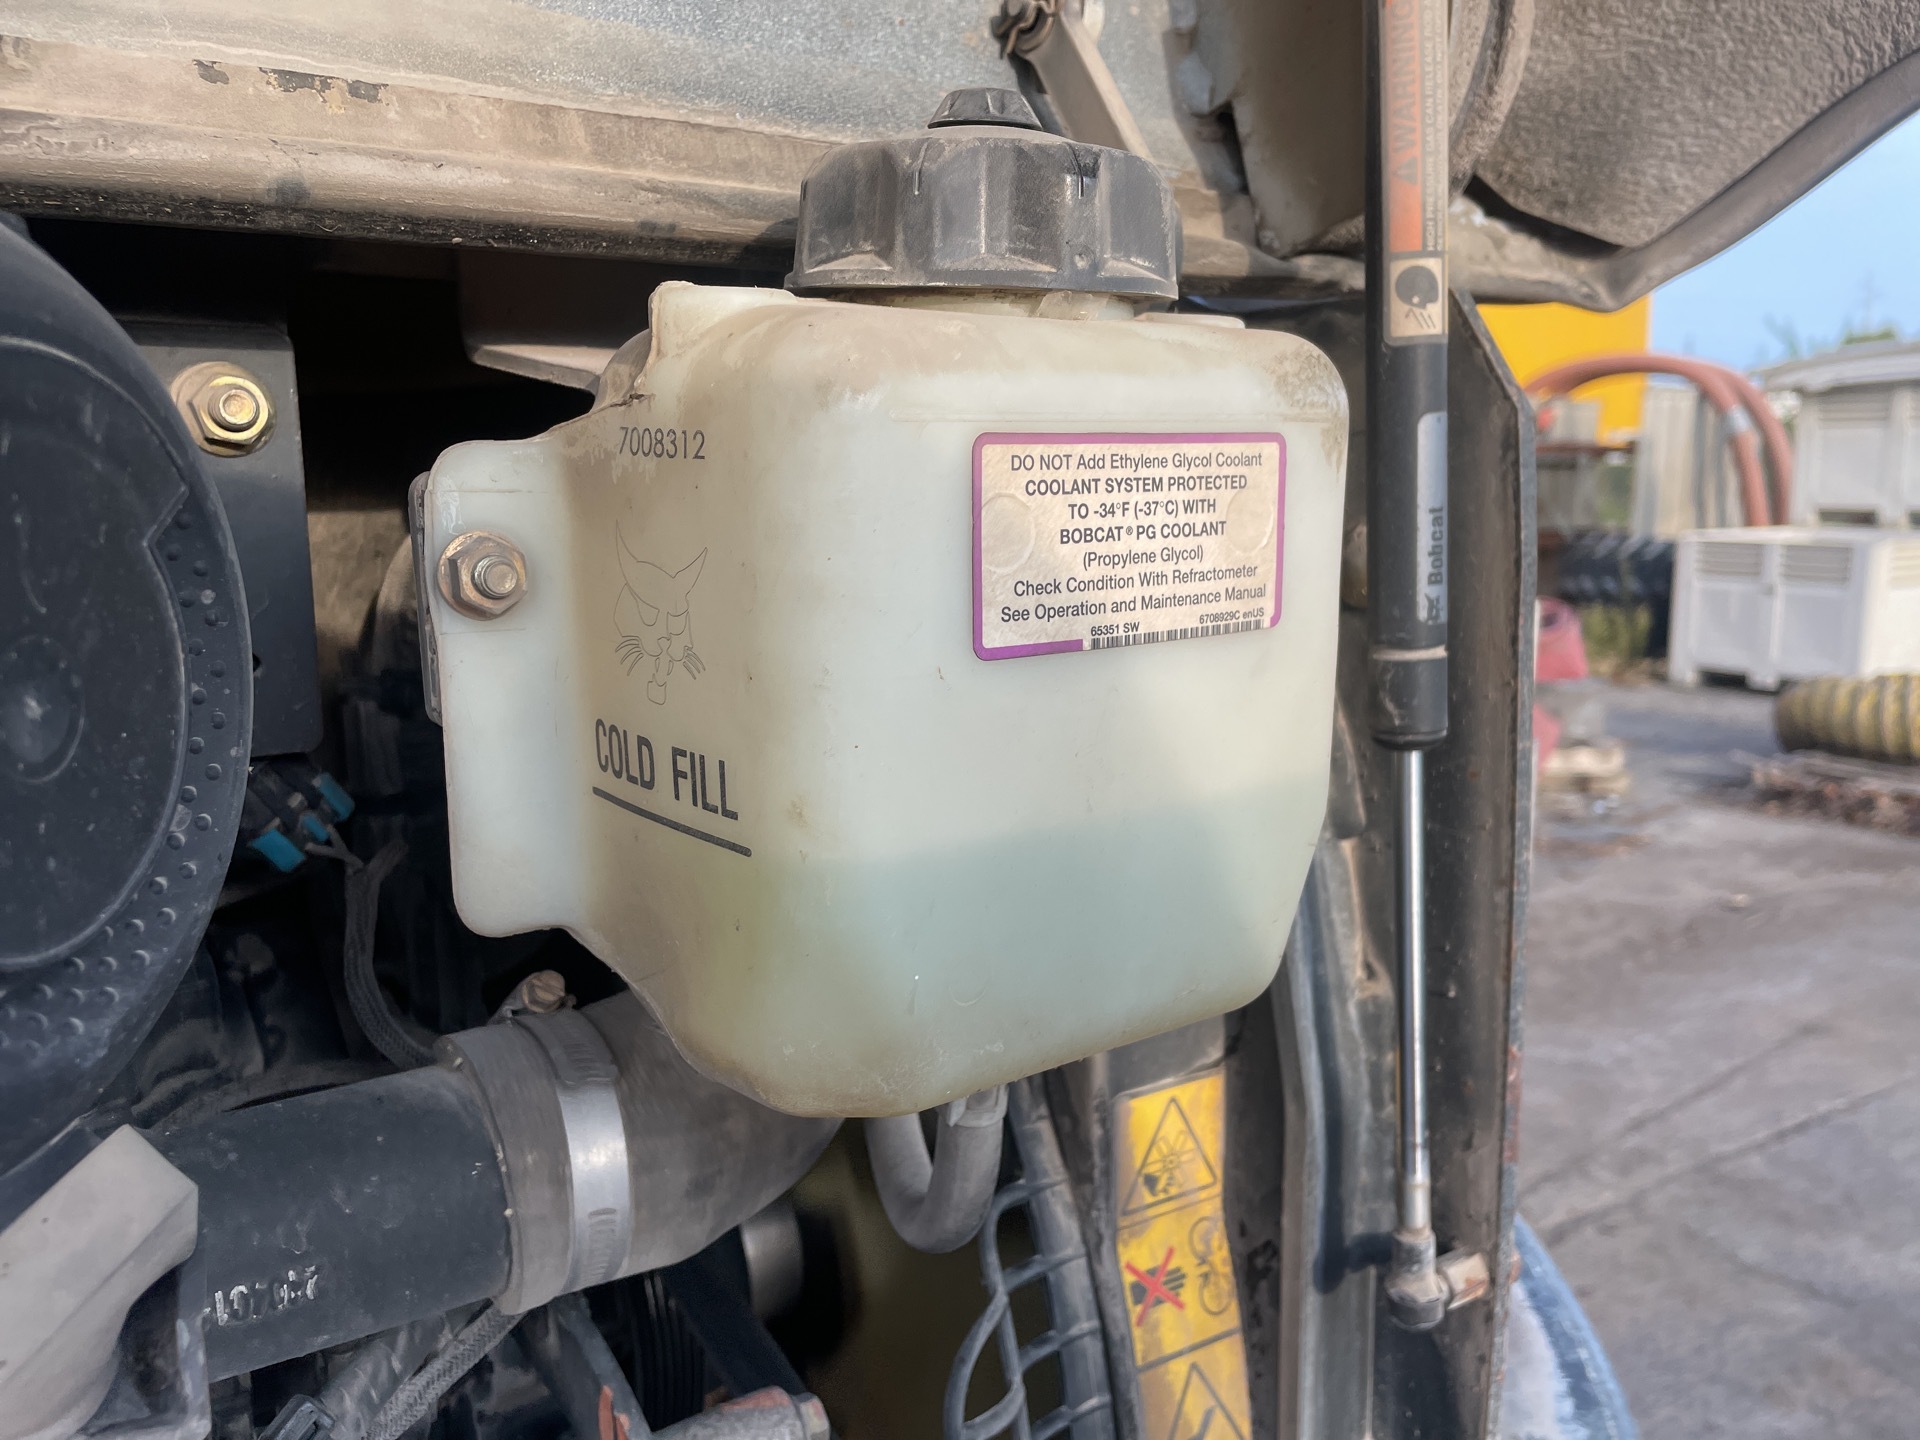 7008312
COLD FILL
DO NOT Add Ethylene Glycol Coolant
COOLANT SYSTEM PROTECTED
TO -34°F (-37°C) WITH
BOBCAT® PG COOLANT
(Propylene Glycol)
Check Condition With Refractometer
See Operation and Maintenance Manual
65351 SW
6708929C enUS
WARNING
Bobcat